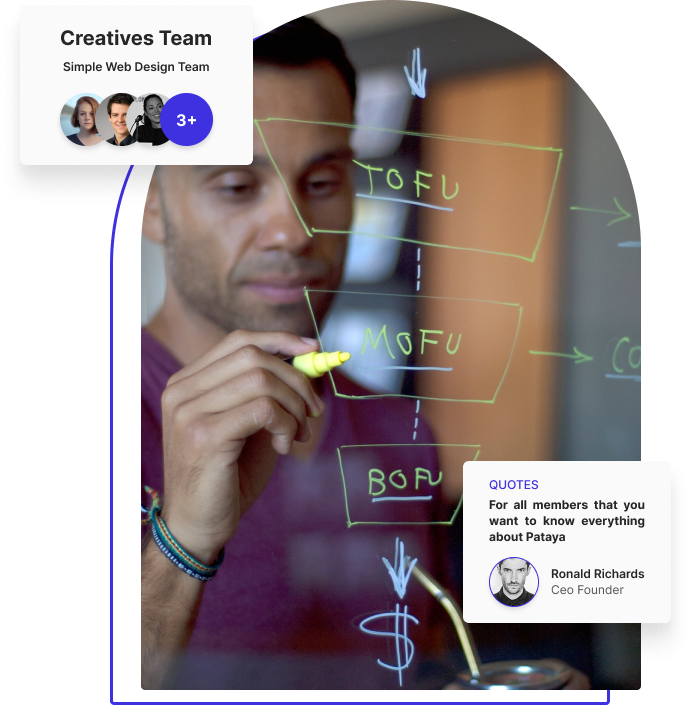 Creatives Team
Simple Web Design Team
3+
TOFU
MOFU
CO
BOFU
$
QUOTES
For all members that you
want to know everything
about Pataya
Ronald Richards
Ceo Founder